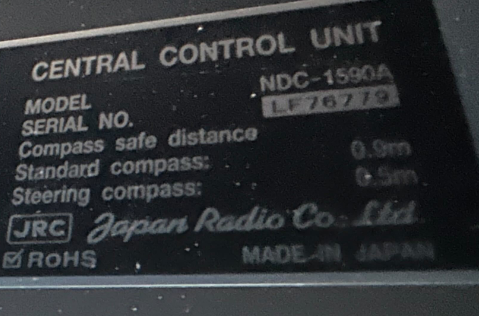 CENTRAL CONTROL UNIT
MODEL NDC-1590A
SERIAL NO. LF76779
Compass safe distance
Standard compass: 0.9m
Steering compass: 0.5m
JRC Japan Radio Co. Ltd.
RoHS MADE IN JAPAN